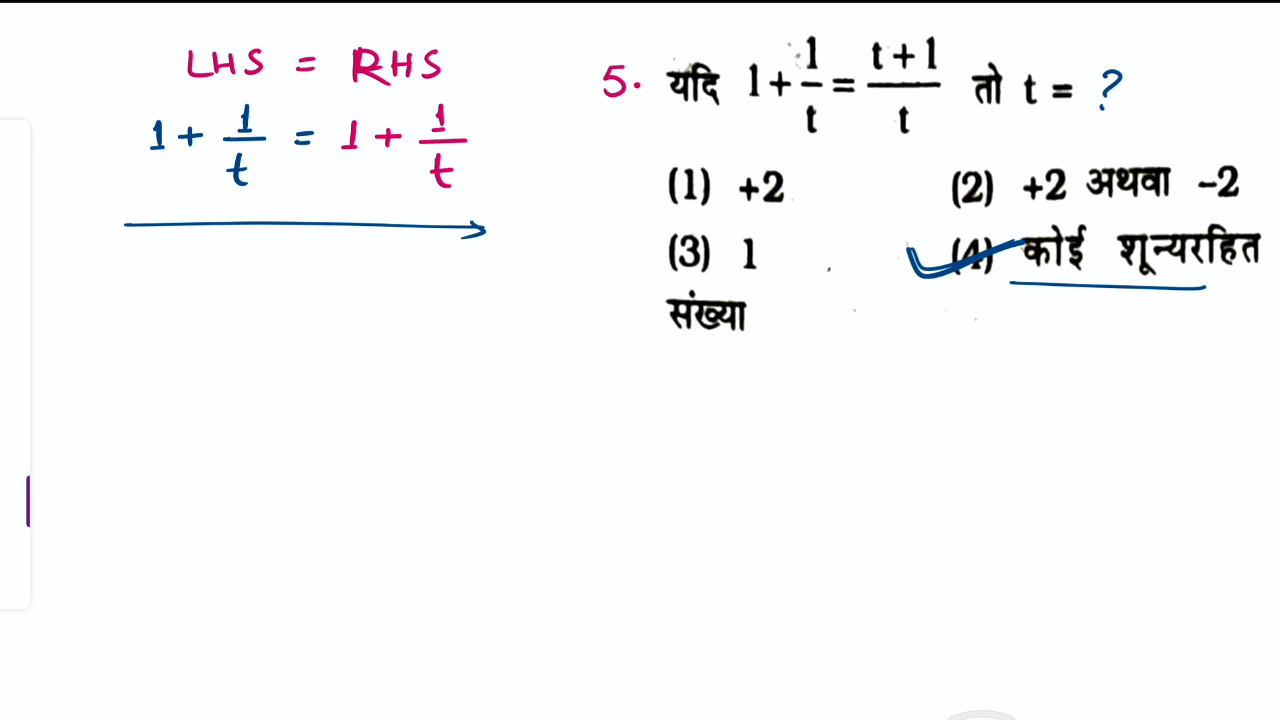 LHS = RHS
1 + 1/t = 1 + 1/t
5. यदि 1 + 1/t = t+1/t तो t = ?
(1) +2 (2) +2 अथवा -2
(3) 1 (4) कोई शून्यरहित
संख्या